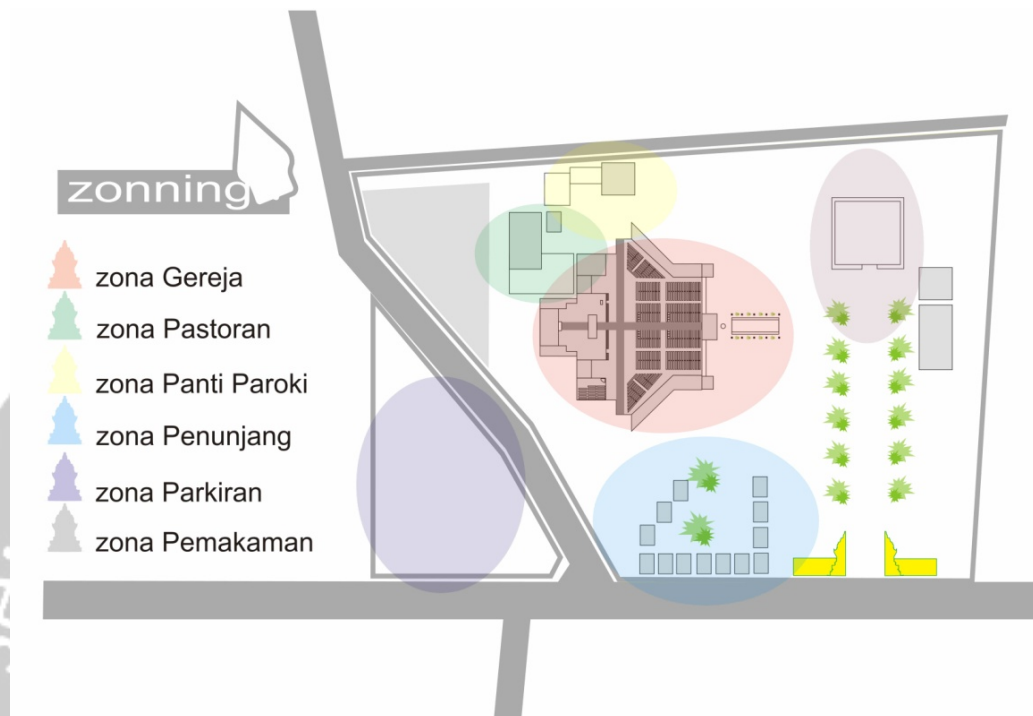 zonning
zona Gereja
zona Pastoran
zona Panti Paroki
zona Penunjang
zona Parkiran
zona Pemakaman